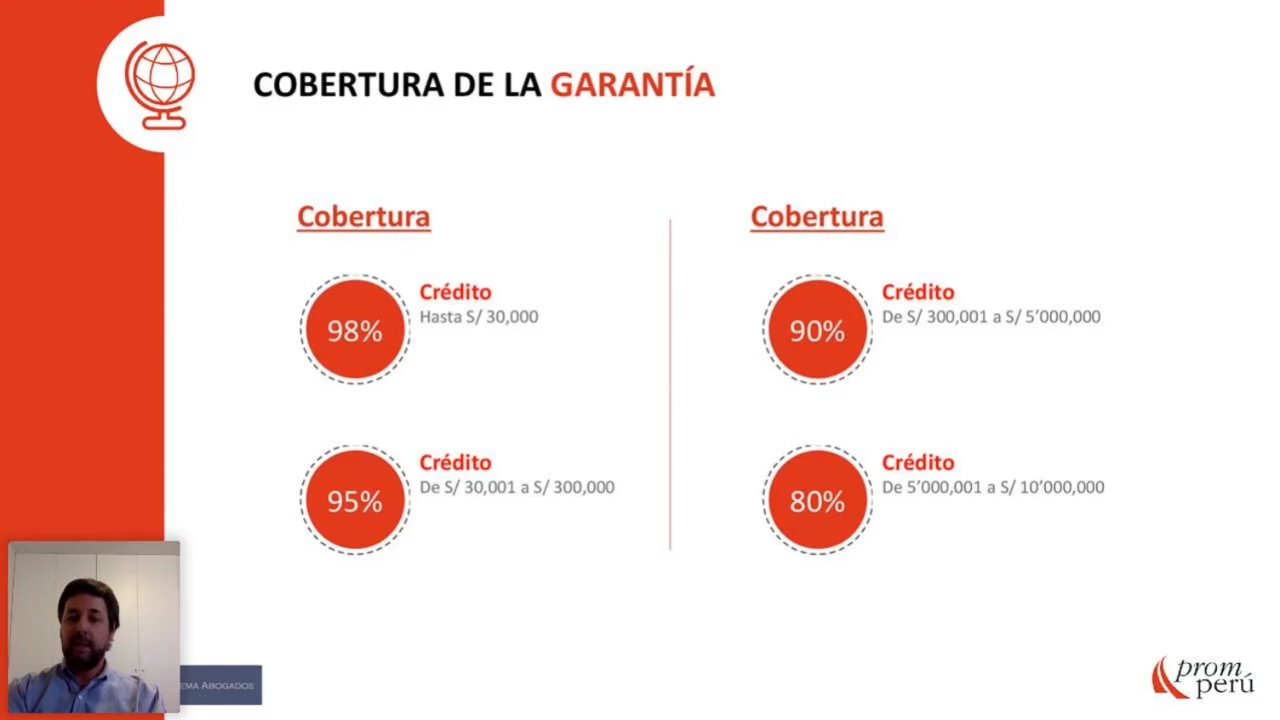 COBERTURA DE LA GARANTÍA
Cobertura
98%
Crédito
Hasta S/ 30,000
95%
Crédito
De S/ 30,001 a S/ 300,000
Cobertura
90%
Crédito
De S/ 300,001 a S/ 5’000,000
80%
Crédito
De 5’000,001 a S/ 10’000,000
ABOGADOS
prom
perú